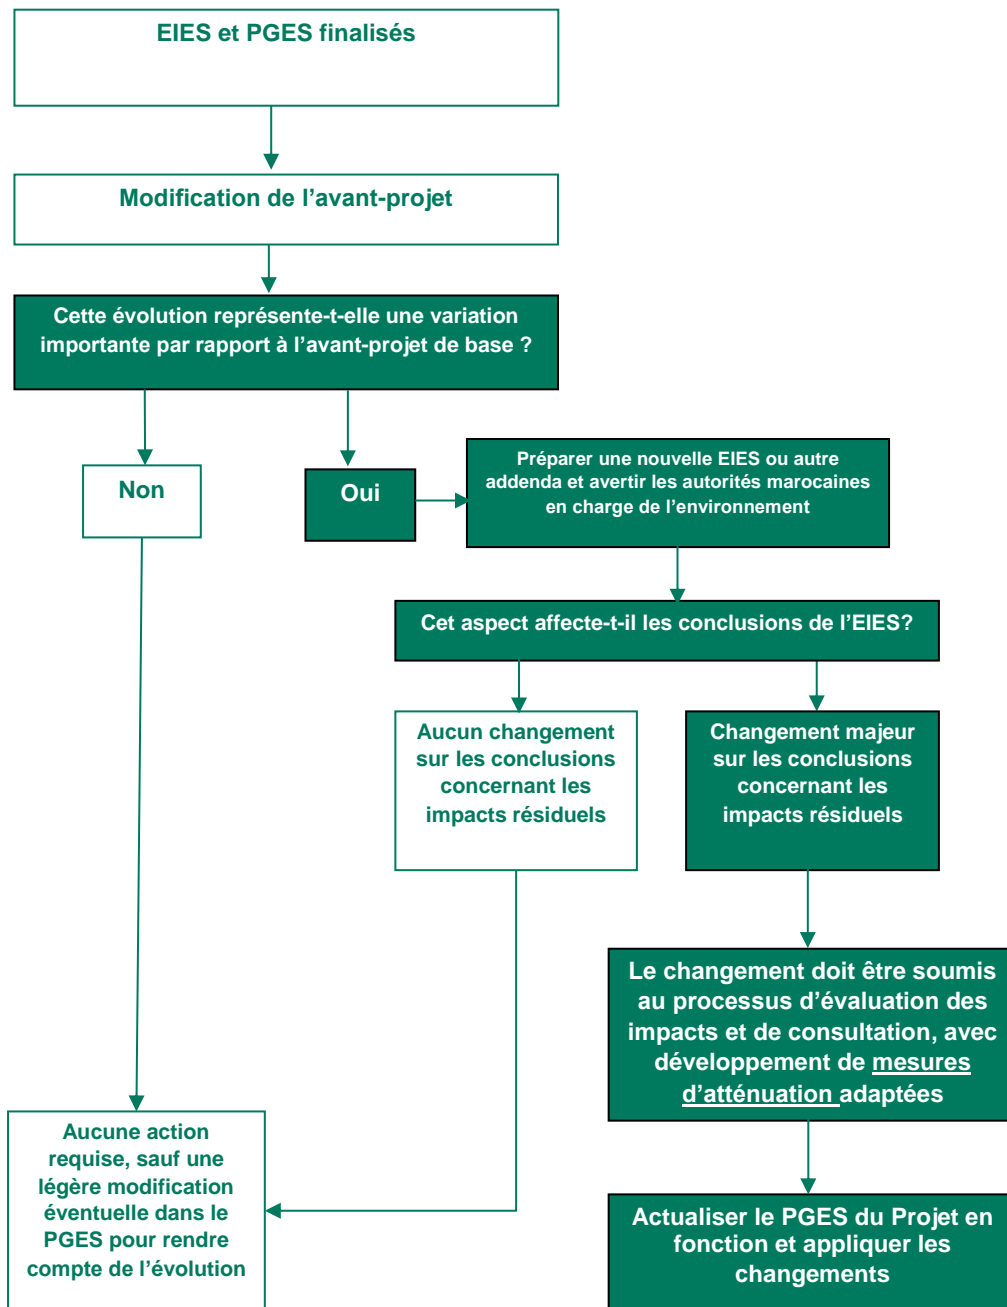 EIES et PGES finalisés
Modification de l’avant-projet
Cette évolution représente-t-elle une variation
importante par rapport à l’avant-projet de base ?
Non
Oui
Préparer une nouvelle EIES ou autre
addenda et avertir les autorités marocaines
en charge de l’environnement
Cet aspect affecte-t-il les conclusions de l’EIES?
Aucun changement
sur les conclusions
concernant les
impacts résiduels
Changement majeur
sur les conclusions
concernant les
impacts résiduels
Le changement doit être soumis
au processus d’évaluation des
impacts et de consultation, avec
développement de mesures
d’atténuation adaptées
Aucune action
requise, sauf une
légère modification
éventuelle dans le
PGES pour rendre
compte de l’évolution
Actualiser le PGES du Projet en
fonction et appliquer les
changements